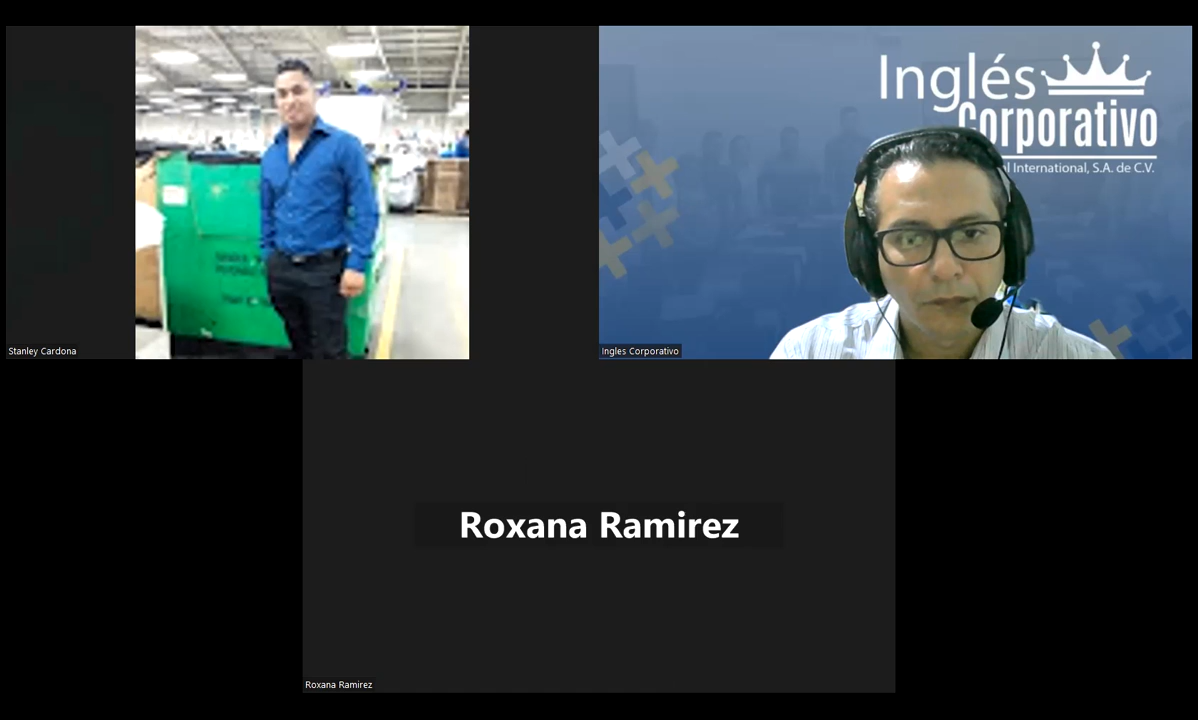 Inglés
Corporativo
l International, S.A. de C.V.
Stanley Cardona
Ingles Corporativo
Roxana Ramirez
Roxana Ramirez